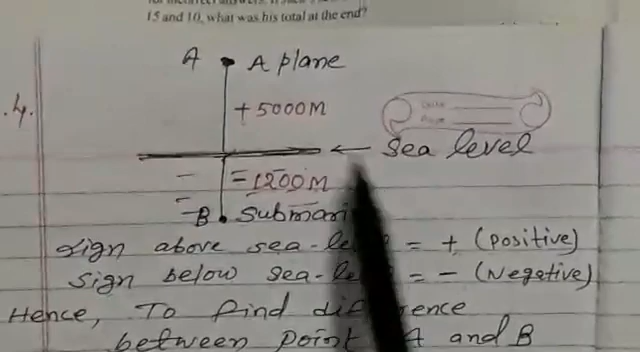 15 and 10, what was his total at the end?
A A plane
.4. +5000M
← Sea level
1200M
B Submari
sign above sea-le = + (Positive)
Sign below sea-le = - (Negetive)
Hence, To find dif ence
between point A and B